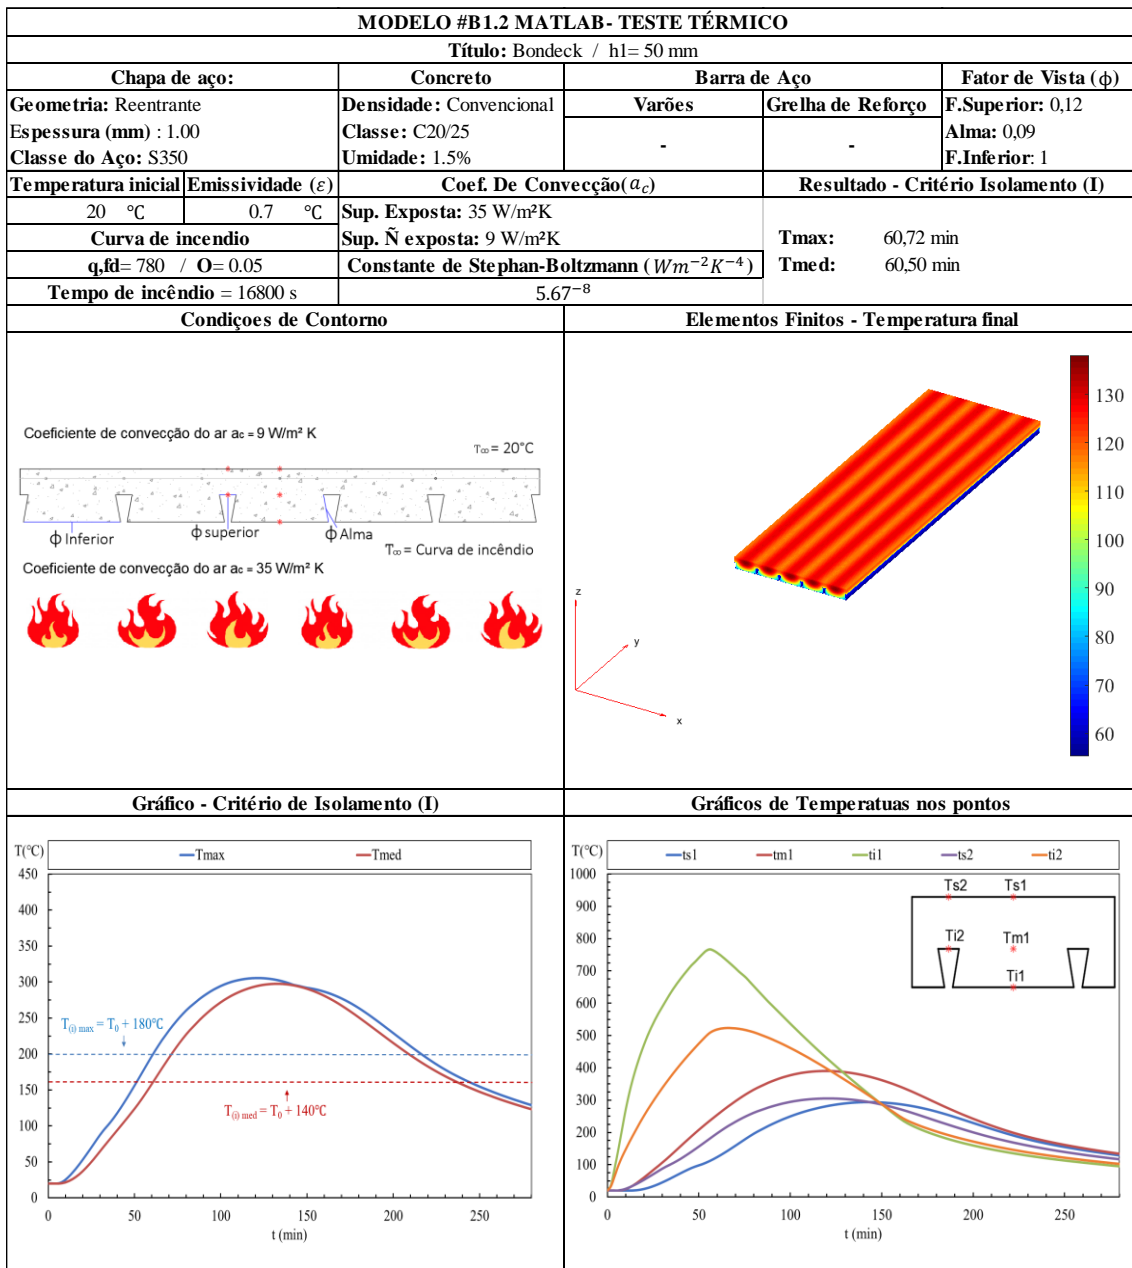 MODELO #B1.2 MATLAB- TESTE TÉRMICO
Título: Bondeck / h1= 50 mm
Chapa de aço:
Concreto
Barra de Aço
Fator de Vista (ϕ)
Geometria: Reentrante
Espessura (mm) : 1.00
Classe do Aço: S350
Densidade: Convencional
Classe: C20/25
Umidade: 1.5%
Varões
Grelha de Reforço
-
-
F.Superior: 0,12
Alma: 0,09
F.Inferior: 1
Temperatura inicial
Emissividade (ε)
Coef. De Convecção(a_c)
Resultado - Critério Isolamento (I)
20 °C
0.7 °C
Sup. Exposta: 35 W/m²K
Sup. Ñ exposta: 9 W/m²K
Curva de incendio
q,fd= 780 / O= 0.05
Tempo de incêndio = 16800 s
Constante de Stephan-Boltzmann (Wm⁻²K⁻⁴)
5.67⁻⁸
Tmax: 60,72 min
Tmed: 60,50 min
Condiçoes de Contorno
Elementos Finitos - Temperatura final
Coeficiente de convecção do ar ac = 9 W/m² K
T∞ = 20°C
ϕ Inferior
ϕ superior
ϕ Alma
T∞ = Curva de incêndio
Coeficiente de convecção do ar ac = 35 W/m² K
z
y
x
130
120
110
100
90
80
70
60
Gráfico - Critério de Isolamento (I)
Gráficos de Temperatuas nos pontos
T(℃)
Tmax
Tmed
450
400
350
300
250
200
150
100
50
0
T(i) max = T0 + 180℃
T(i) med = T0 + 140℃
0 50 100 150 200 250
t (min)
T(℃)
ts1
tm1
ti1
ts2
ti2
1000
900
800
700
600
500
400
300
200
100
0
Ts2
Ts1
Ti2
Tm1
Ti1
0 50 100 150 200 250
t (min)